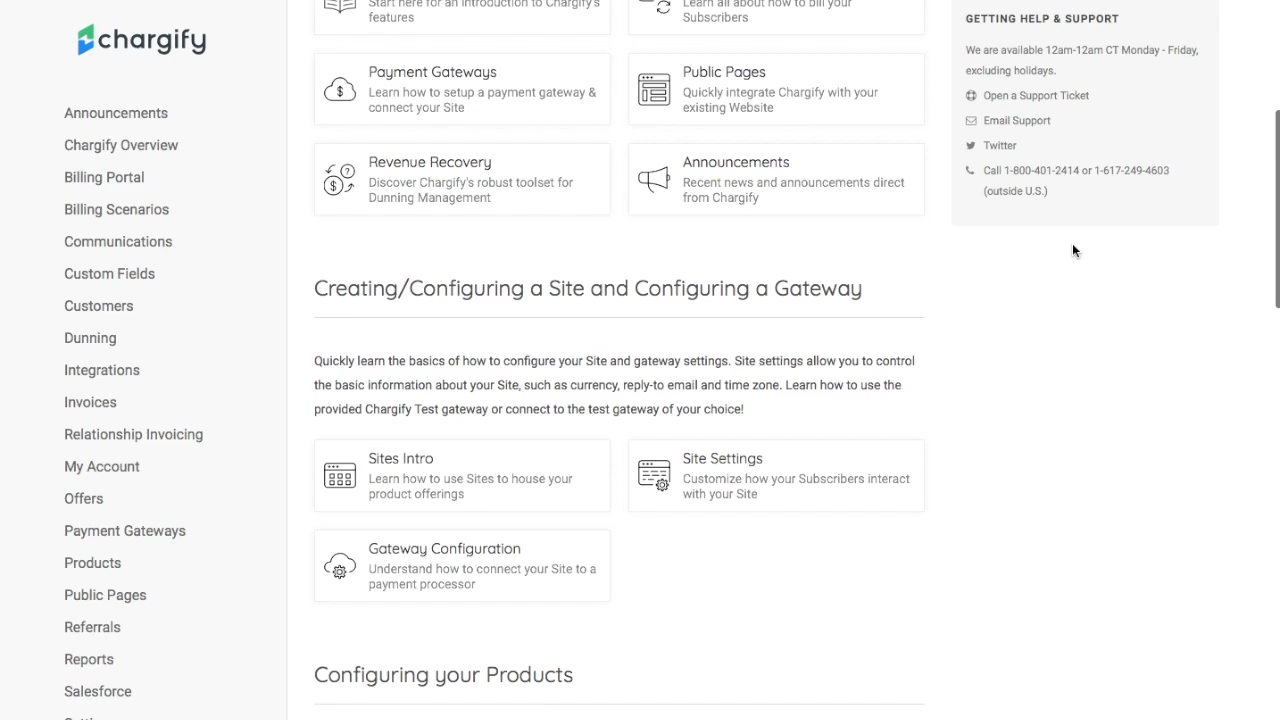 chargify
Announcements
Chargify Overview
Billing Portal
Billing Scenarios
Communications
Custom Fields
Customers
Dunning
Integrations
Invoices
Relationship Invoicing
My Account
Offers
Payment Gateways
Products
Public Pages
Referrals
Reports
Salesforce
Start here for an introduction to Chargify's
features
Learn all about how to bill your
Subscribers
Payment Gateways
Learn how to setup a payment gateway &
connect your Site
Public Pages
Quickly integrate Chargify with your
existing Website
Revenue Recovery
Discover Chargify's robust toolset for
Dunning Management
Announcements
Recent news and announcements direct
from Chargify
Creating/Configuring a Site and Configuring a Gateway
Quickly learn the basics of how to configure your Site and gateway settings. Site settings allow you to control
the basic information about your Site, such as currency, reply-to email and time zone. Learn how to use the
provided Chargify Test gateway or connect to the test gateway of your choice!
Sites Intro
Learn how to use Sites to house your
product offerings
Site Settings
Customize how your Subscribers interact
with your Site
Gateway Configuration
Understand how to connect your Site to a
payment processor
Configuring your Products
GETTING HELP & SUPPORT
We are available 12am-12am CT Monday - Friday,
excluding holidays.
Open a Support Ticket
Email Support
Twitter
Call 1-800-401-2414 or 1-617-249-4603
(outside U.S.)